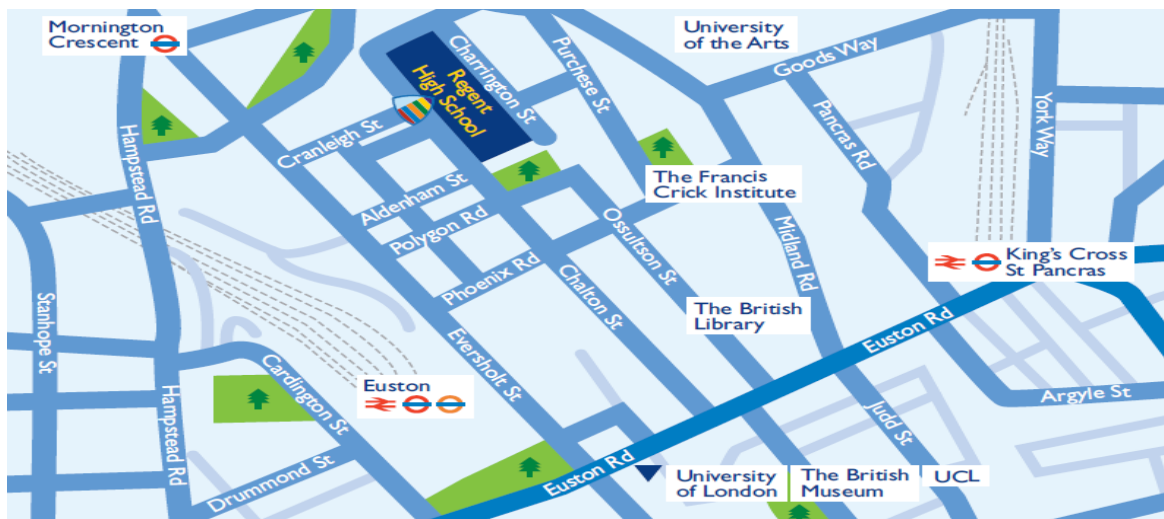 Mornington
Crescent
University
of the Arts
Goods Way
Charrington St
Purchese St
Regent
High School
Pancras Rd
York Way
Hampstead Rd
Cranleigh St
The Francis
Crick Institute
Aldenham St
Polygon Rd
Ossultson St
Midland Rd
King's Cross
St Pancras
Phoenix Rd
Chalton St
Stanhope St
The British
Library
Euston Rd
Eversholt St
Cardington St
Euston
Hampstead Rd
Argyle St
Judd St
Drummond St
Euston Rd
University
of London
The British
Museum
UCL